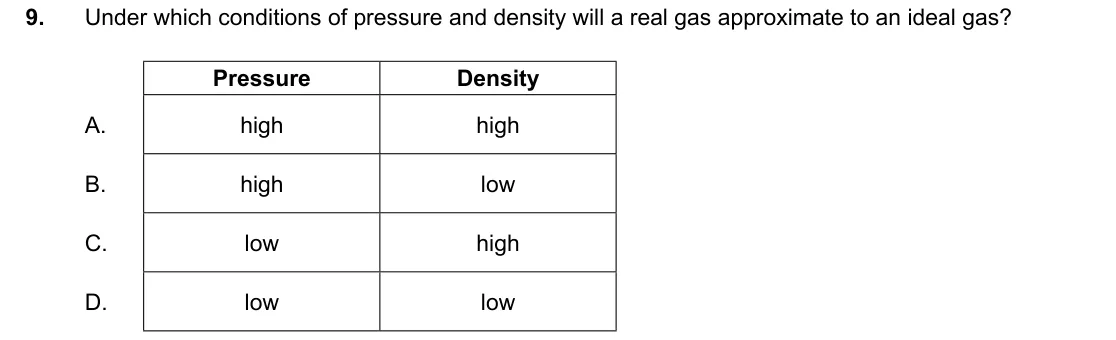 9. Under which conditions of pressure and density will a real gas approximate to an ideal gas?
Pressure Density
A. high high
B. high low
C. low high
D. low low